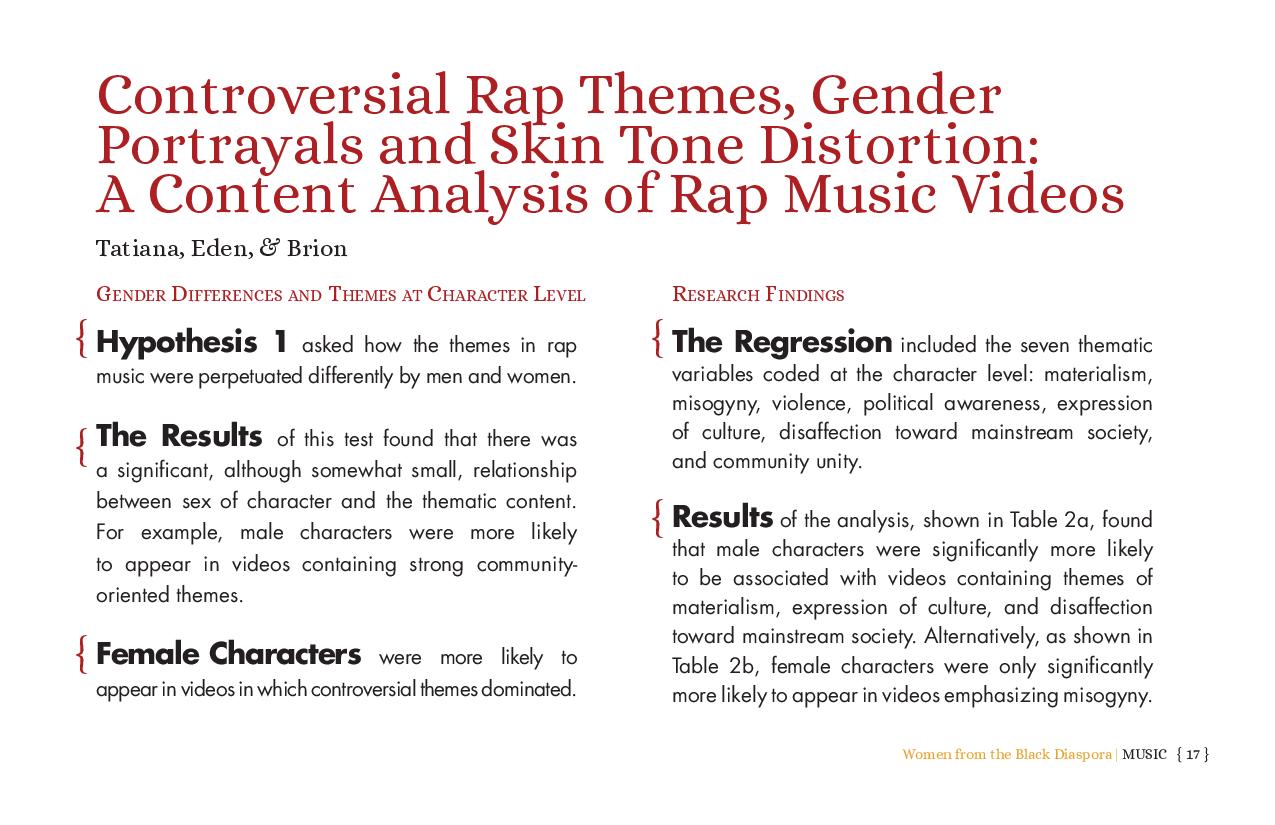 Controversial Rap Themes, Gender
Portrayals and Skin Tone Distortion:
A Content Analysis of Rap Music Videos
Tatiana, Eden, & Brion
Gender Differences and Themes at Character Level
{ Hypothesis 1 asked how the themes in rap
music were perpetuated differently by men and women.
{ The Results of this test found that there was
a significant, although somewhat small, relationship
between sex of character and the thematic content.
For example, male characters were more likely
to appear in videos containing strong community-
oriented themes.
{ Female Characters were more likely to
appear in videos in which controversial themes dominated.
Research Findings
{ The Regression included the seven thematic
variables coded at the character level: materialism,
misogyny, violence, political awareness, expression
of culture, disaffection toward mainstream society,
and community unity.
{ Results of the analysis, shown in Table 2a, found
that male characters were significantly more likely
to be associated with videos containing themes of
materialism, expression of culture, and disaffection
toward mainstream society. Alternatively, as shown in
Table 2b, female characters were only significantly
more likely to appear in videos emphasizing misogyny.
Women from the Black Diaspora | MUSIC { 17 }